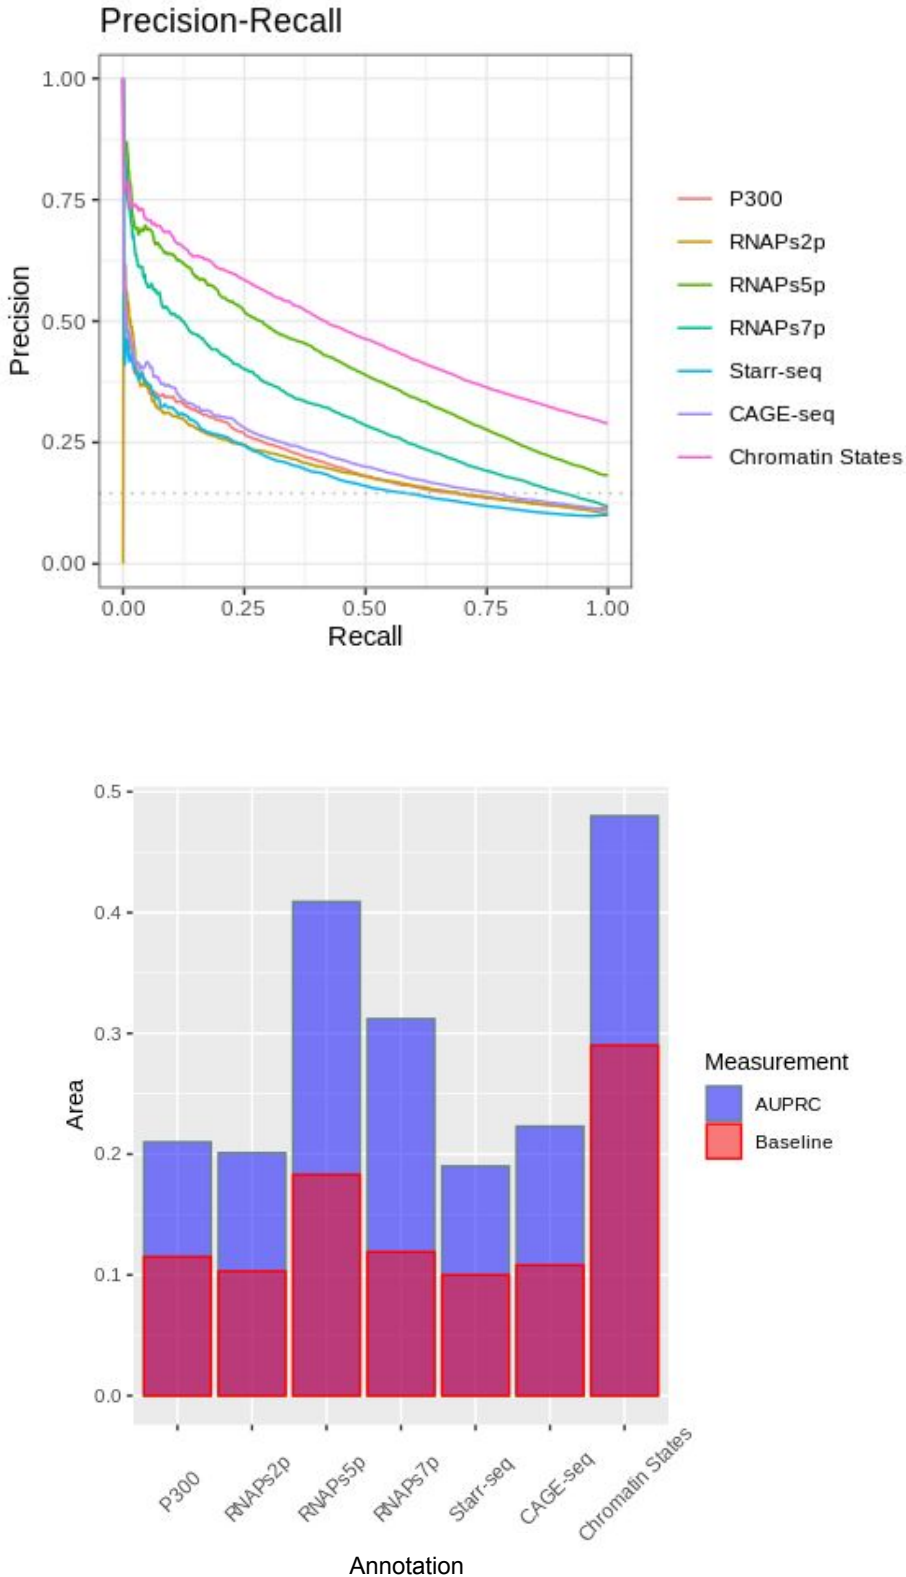 Precision-Recall
1.00
0.75
0.50
0.25
0.00
Precision
0.00 0.25 0.50 0.75 1.00
Recall
P300
RNAPs2p
RNAPs5p
RNAPs7p
Starr-seq
CAGE-seq
Chromatin States
0.5
0.4
0.3
0.2
0.1
0.0
Area
P300 RNAPs2p RNAPs5p RNAPs7p Starr-seq CAGE-seq Chromatin States
Annotation
Measurement
AUPRC
Baseline